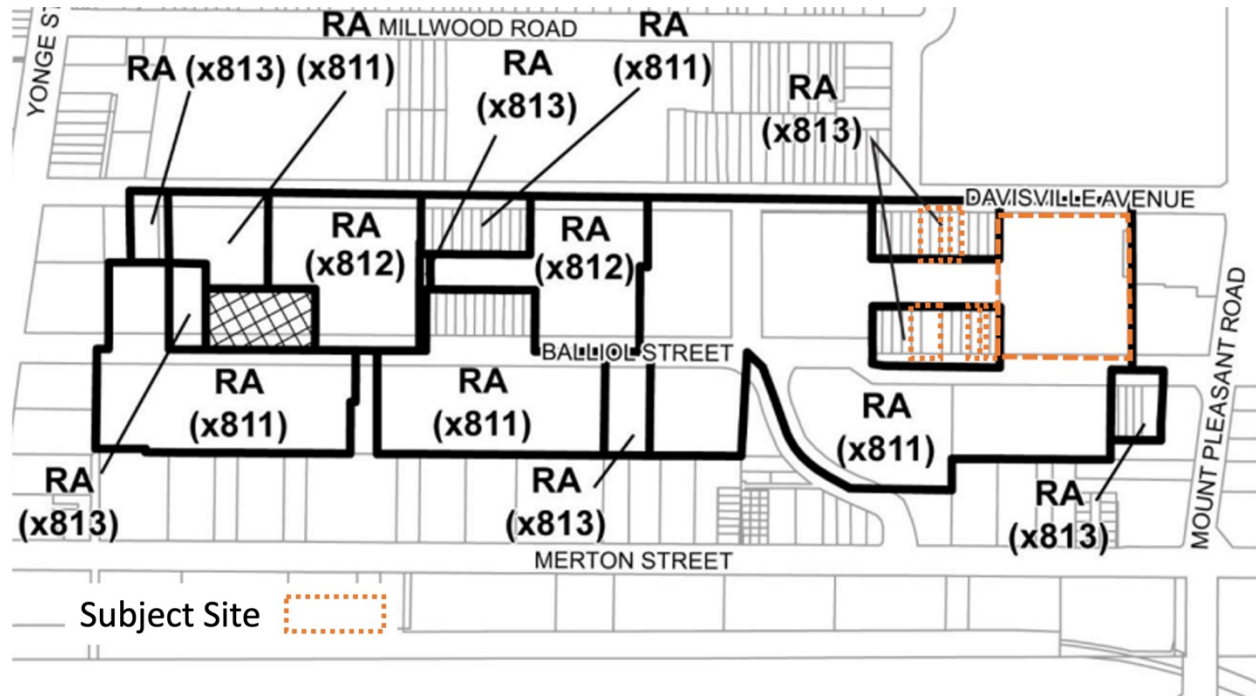 YONGE ST
RA
MILLWOOD ROAD
RA
RA (x813)
(x811)
RA
(x813)
(x811)
RA
(x813)
DAVISVILLE AVENUE
RA
(x812)
RA
(x812)
BALLIOL STREET
RA
(x811)
RA
(x811)
RA
(x811)
MOUNT PLEASANT ROAD
RA
(x813)
RA
(x813)
RA
(x813)
MERTON STREET
Subject Site